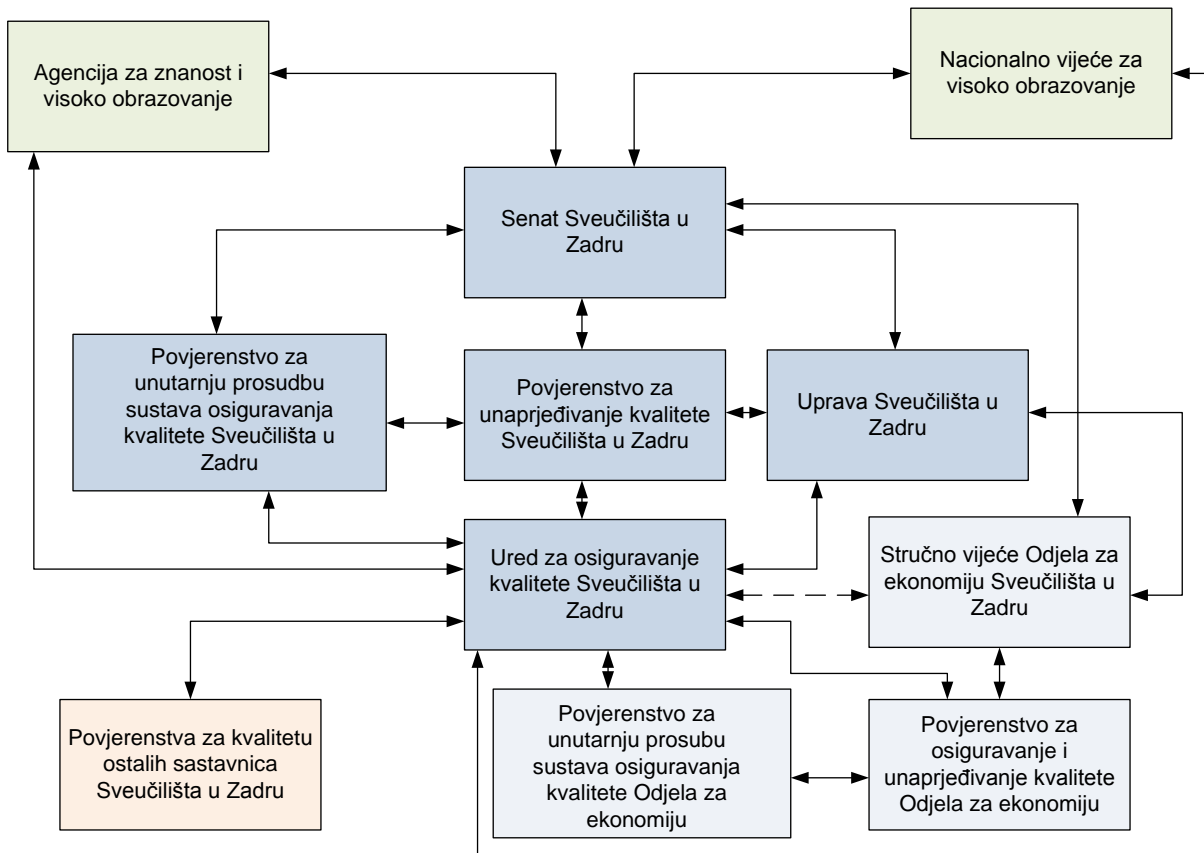 Agencija za znanost i
visoko obrazovanje
Nacionalno vijeće za
visoko obrazovanje
Senat Sveučilišta u
Zadru
Povjerenstvo za
unutarnju prosudbu
sustava osiguravanja
kvalitete Sveučilišta u
Zadru
Povjerenstvo za
unaprjeđivanje kvalitete
Sveučilišta u Zadru
Uprava Sveučilišta u
Zadru
Ured za osiguravanje
kvalitete Sveučilišta u
Zadru
Stručno vijeće Odjela za
ekonomiju Sveučilišta u
Zadru
Povjerenstva za kvalitetu
ostalih sastavnica
Sveučilišta u Zadru
Povjerenstvo za
unutarnju prosubu
sustava osiguravanja
kvalitete Odjela za
ekonomiju
Povjerenstvo za
osiguravanje i
unaprjeđivanje kvalitete
Odjela za ekonomiju